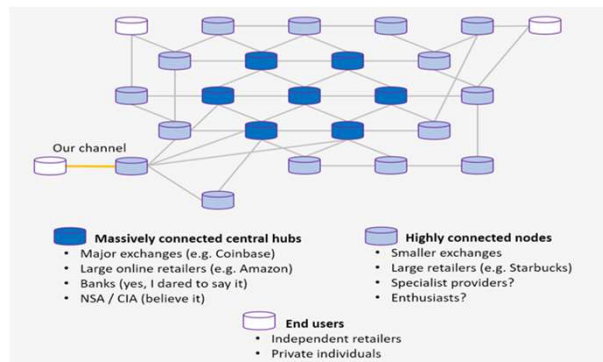 Our channel
Massively connected central hubs
• Major exchanges (e.g. Coinbase)
• Large online retailers (e.g. Amazon)
• Banks (yes, I dared to say it)
• NSA / CIA (believe it)
Highly connected nodes
• Smaller exchanges
• Large retailers (e.g. Starbucks)
• Specialist providers?
• Enthusiasts?
End users
• Independent retailers
• Private individuals